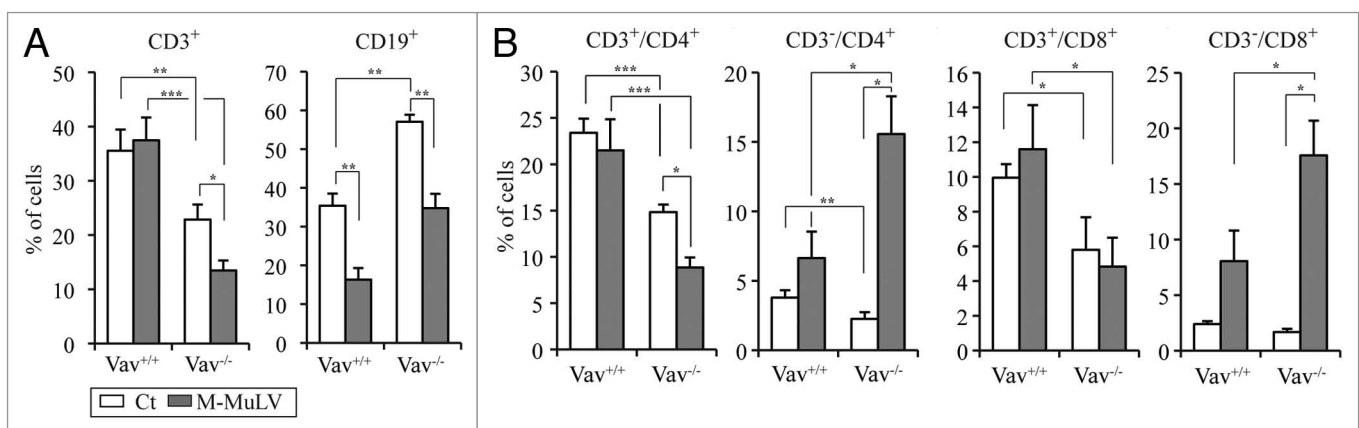 A
CD3⁺
CD19⁺
% of cells
50
40
30
20
10
0
**
***
*
Vav⁺/⁺
Vav⁻/⁻
70
60
50
40
30
20
10
0
**
**
**
Vav⁺/⁺
Vav⁻/⁻
Ct
M-MuLV
B
CD3⁺/CD4⁺
CD3⁻/CD4⁺
CD3⁺/CD8⁺
CD3⁻/CD8⁺
% of cells
30
25
20
15
10
5
0
***
***
*
Vav⁺/⁺
Vav⁻/⁻
20
15
10
5
0
*
*
**
Vav⁺/⁺
Vav⁻/⁻
16
14
12
10
8
6
4
2
0
*
*
Vav⁺/⁺
Vav⁻/⁻
25
20
15
10
5
0
*
*
Vav⁺/⁺
Vav⁻/⁻